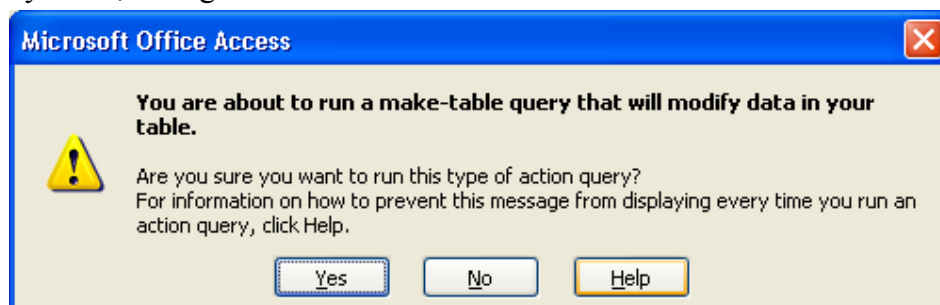 Microsoft Office Access
You are about to run a make-table query that will modify data in your
table.
Are you sure you want to run this type of action query?
For information on how to prevent this message from displaying every time you run an
action query, click Help.
Yes No Help